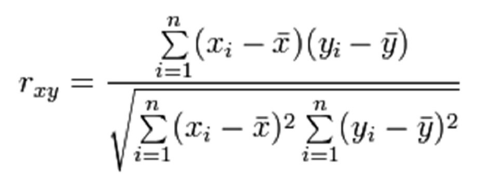 r_{xy} = \frac{\sum_{i=1}^{n}(x_i - \bar{x})(y_i - \bar{y})}{\sqrt{\sum_{i=1}^{n}(x_i - \bar{x})^2 \sum_{i=1}^{n}(y_i - \bar{y})^2}}